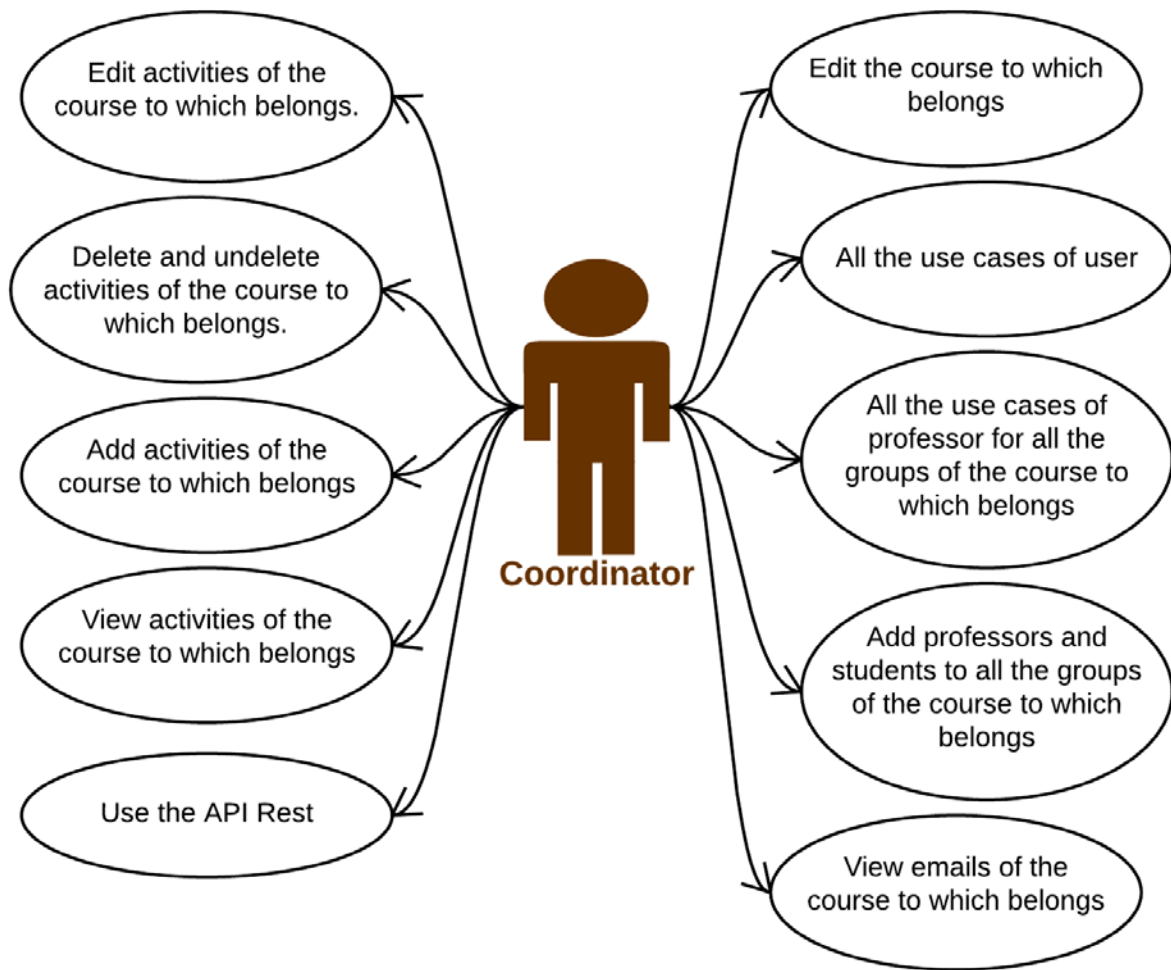 Edit activities of the
course to which belongs.
Delete and undelete
activities of the course to
which belongs.
Add activities of the
course to which belongs
View activities of the
course to which belongs
Use the API Rest
Coordinator
Edit the course to which
belongs
All the use cases of user
All the use cases of
professor for all the
groups of the course to
which belongs
Add professors and
students to all the groups
of the course to which
belongs
View emails of the
course to which belongs